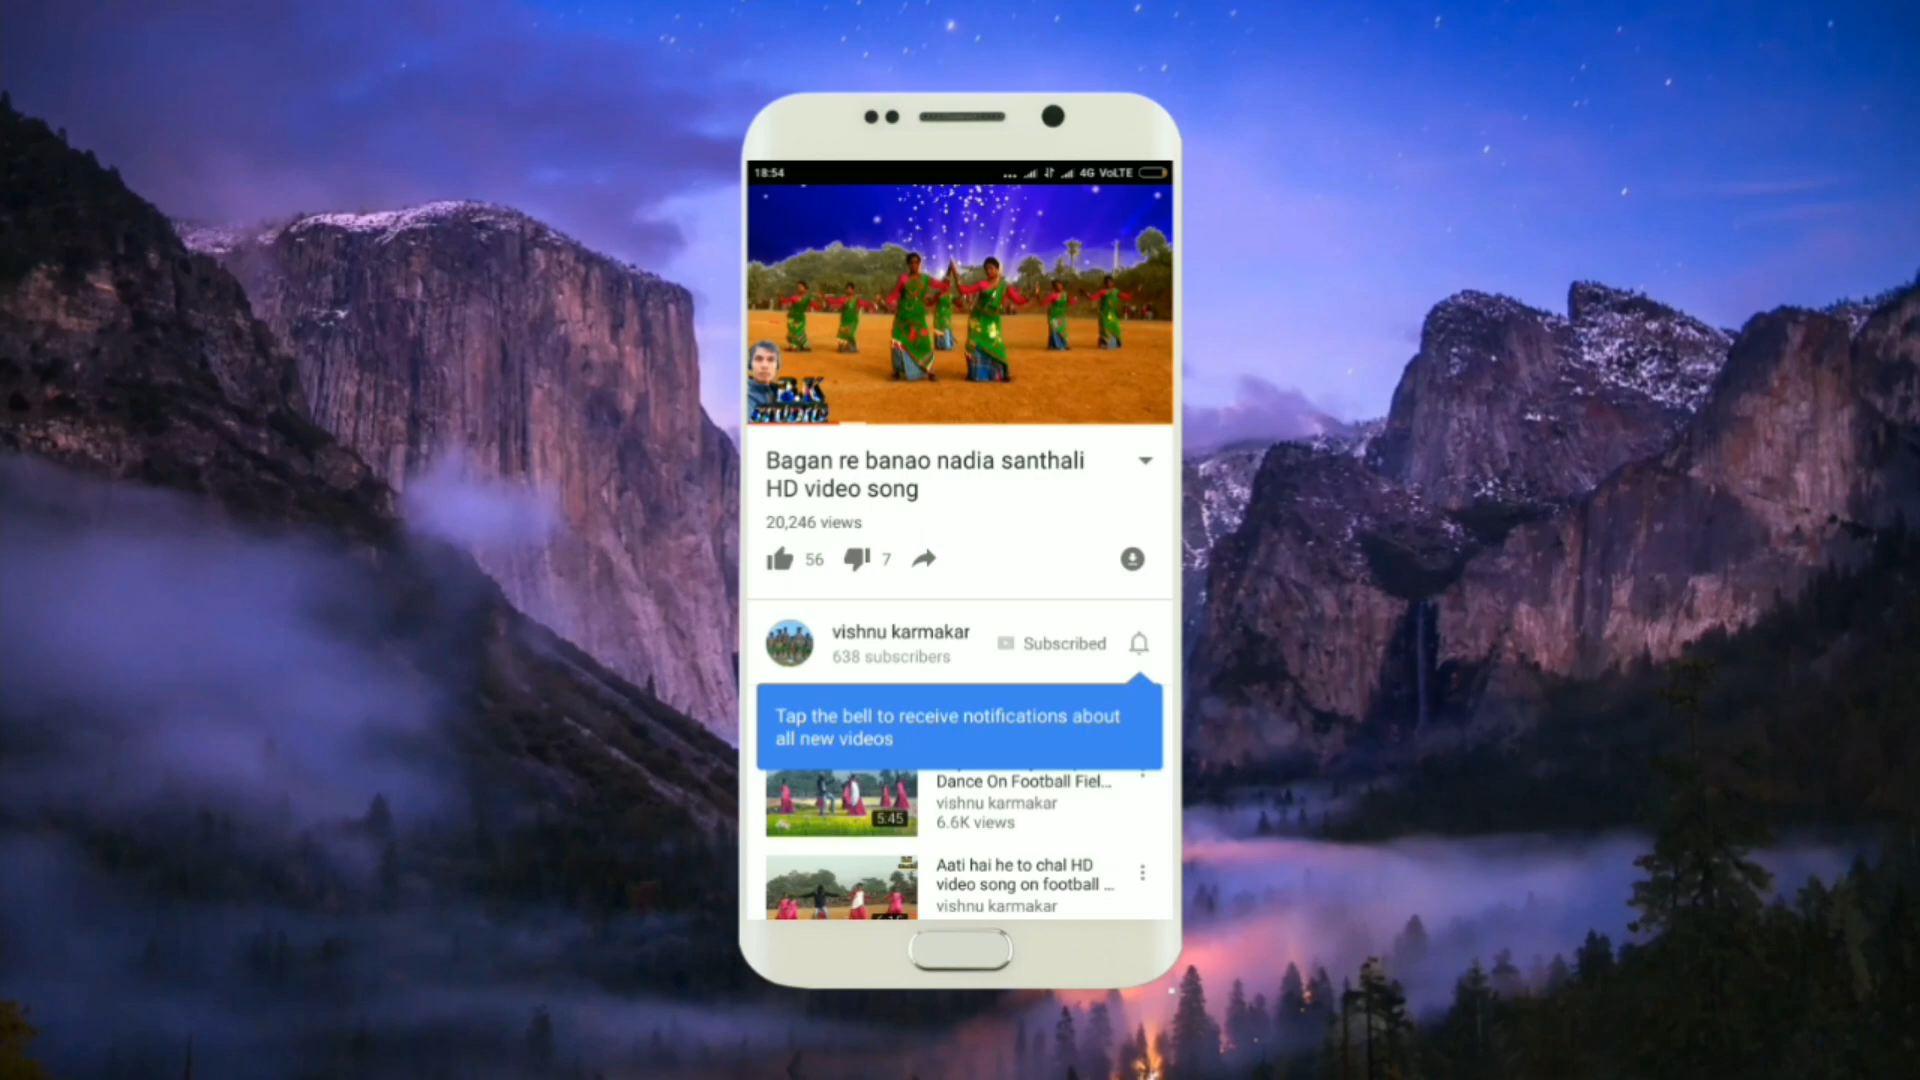 18:54
4G VoLTE
STUDIO
Bagan re banao nadia santhali
HD video song
20,246 views
56
7
vishnu karmakar
638 subscribers
Subscribed
Tap the bell to receive notifications about
all new videos
Dance On Football Fiel...
vishnu karmakar
6.6K views
5:45
Aati hai he to chal HD
video song on football ...
vishnu karmakar